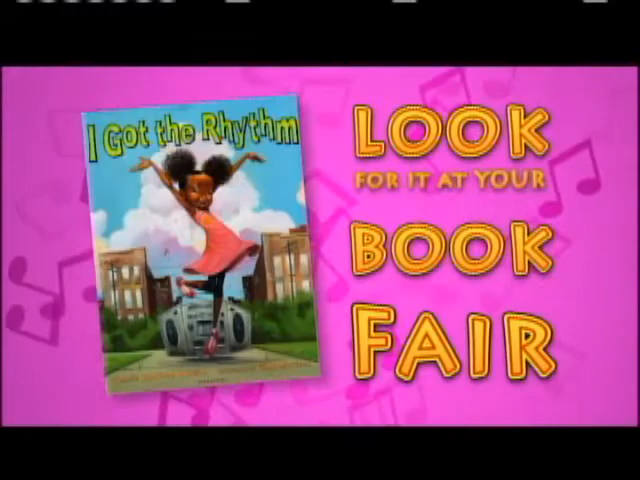 I Got the Rhythm
LOOK
FOR IT AT YOUR
BOOK
FAIR